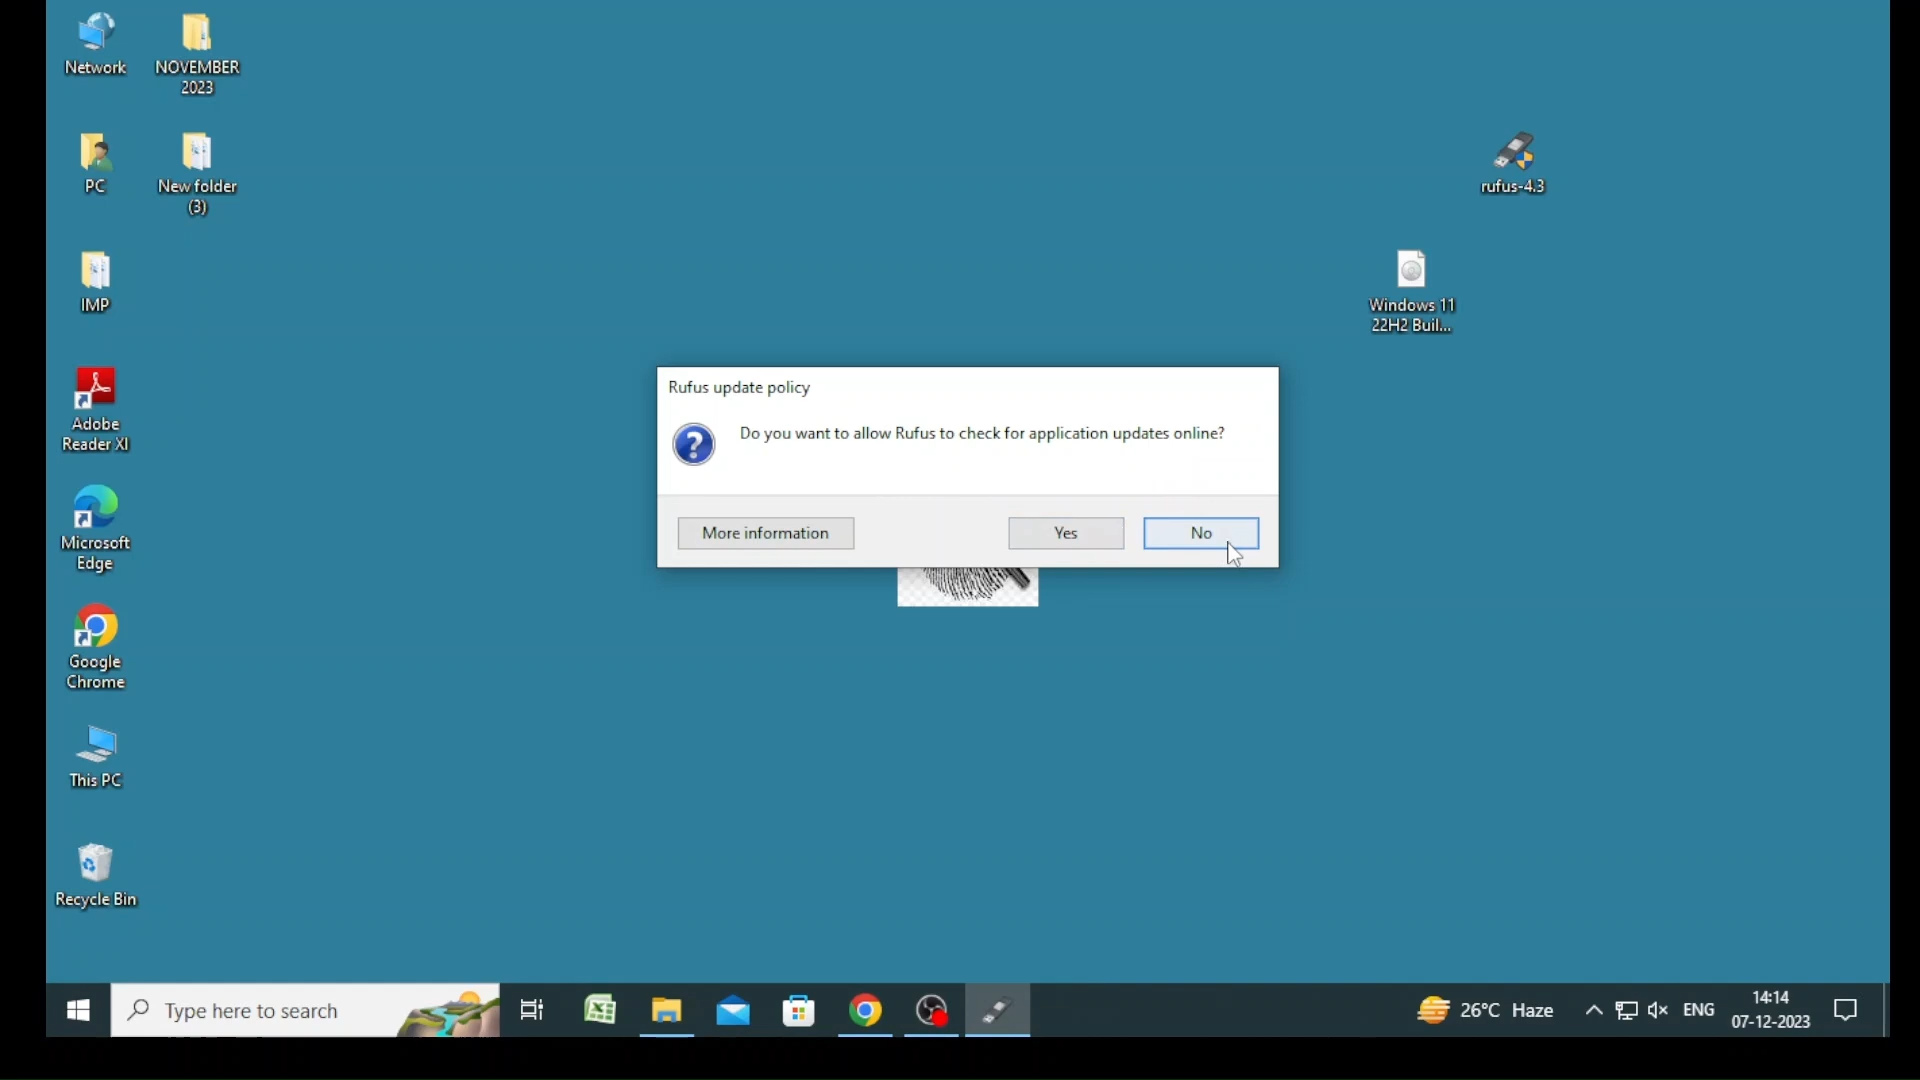 Network
NOVEMBER
2023
PC
New folder
(3)
rufus-4.3
IMP
Windows 11
22H2 Buil...
Rufus update policy
Do you want to allow Rufus to check for application updates online?
More information
Yes
No
Adobe
Reader XI
Microsoft
Edge
Google
Chrome
This PC
Recycle Bin
Type here to search
26°C Haze
ENG
14:14
07-12-2023